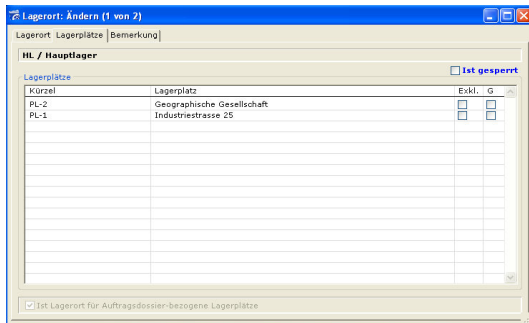 Lagerort: Ändern (1 von 2)
Lagerort Lagerplätze Bemerkung
HL / Hauptlager
Ist gesperrt
Lagerplätze
Kürzel Lagerplatz Exkl. G
PL-2 Geographische Gesellschaft
PL-1 Industriestrasse 25
Ist Lagerort für Auftragsdossier-bezogene Lagerplätze